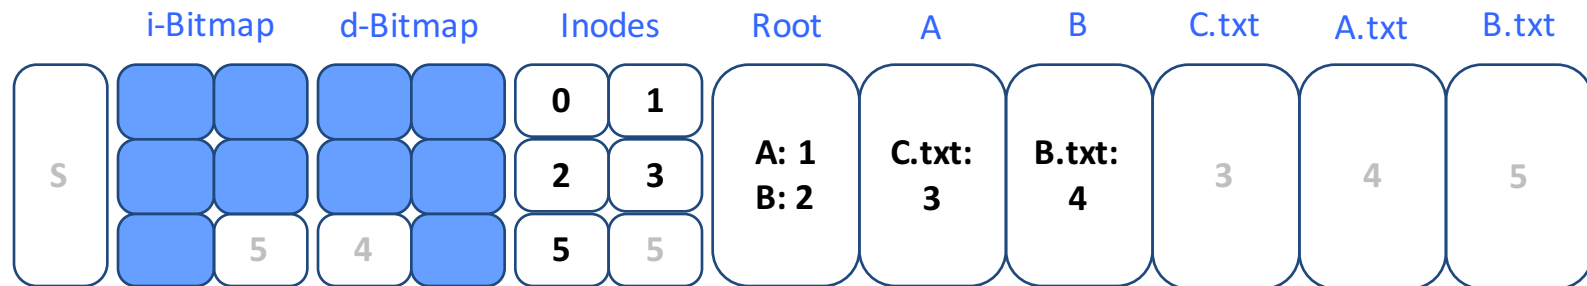 i-Bitmap d-Bitmap Inodes Root A B C.txt A.txt B.txt
0 1
A: 1 C.txt: B.txt:
S 2 3 3 4 5
B: 2 3 4
5 4 5 5